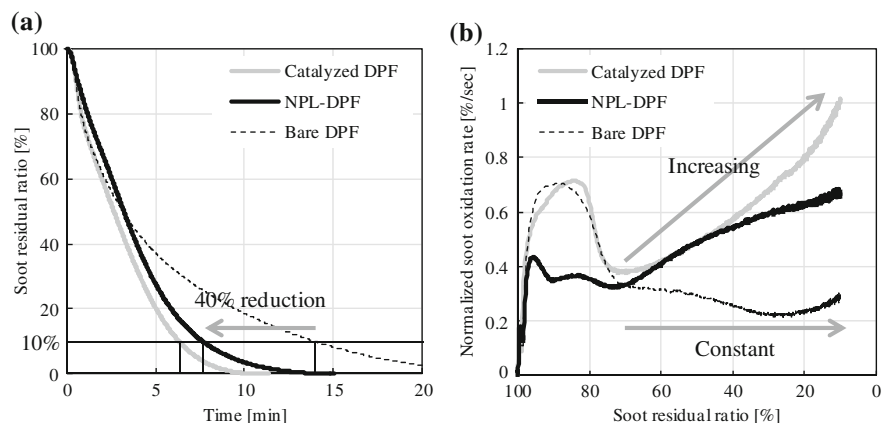 (a)
100
80
60
40
20
10%
0
Soot residual ratio
[%]
Catalyzed DPF
NPL-DPF
Bare DPF
40% reduction
0 5 10 15 20
Time [min]
(b)
1.2
1
0.8
0.6
0.4
0.2
0
Normalized soot oxidation rate [%/sec]
Catalyzed DPF
NPL-DPF
Bare DPF
Increasing
Constant
100 80 60 40 20 0
Soot residual ratio [%]